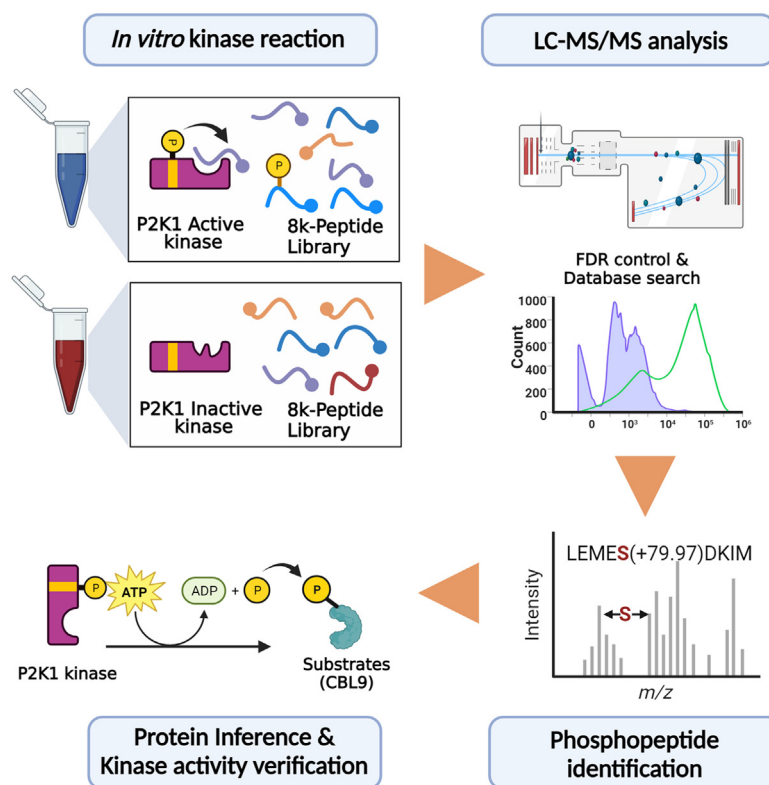 In vitro kinase reaction
LC-MS/MS analysis
P
P
P2K1 Active
kinase
8k-Peptide
Library
P2K1 Inactive
kinase
8k-Peptide
Library
FDR control &
Database search
Count
1000
800
600
400
200
0
0
10³
10⁴
10⁵
10⁶
P
ATP
ADP
+
P
P
P2K1 kinase
Substrates
(CBL9)
LEMES(+79.97)DKIM
S
Intensity
m/z
Protein Inference &
Kinase activity verification
Phosphopeptide
identification